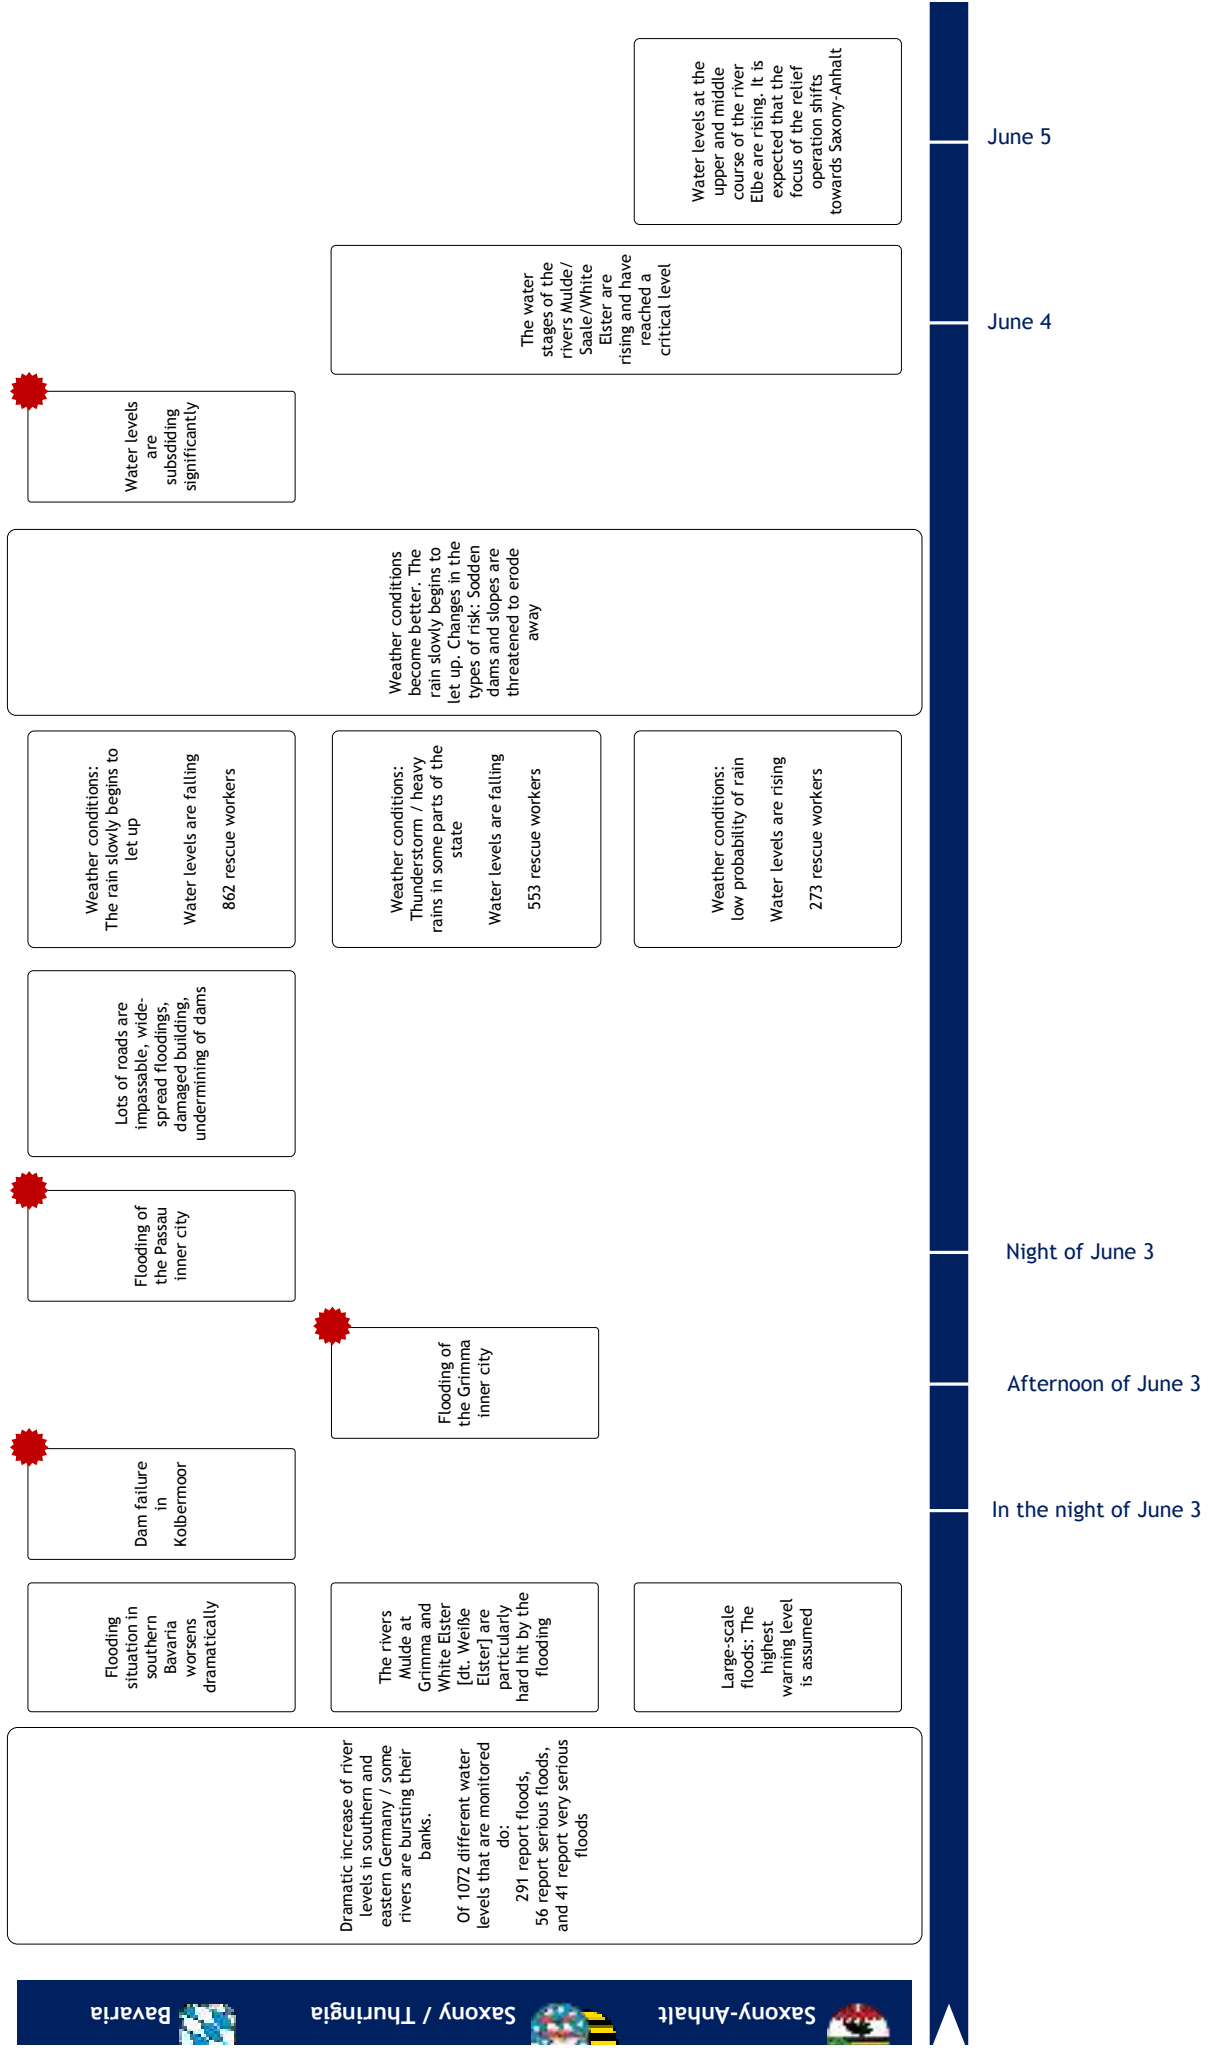 Bavaria
Saxony / Thuringia
Saxony-Anhalt
Dramatic increase of river
levels in southern and
eastern Germany / some
rivers are bursting their
banks.
Of 1072 different water
levels that are monitored
do:
291 report floods,
56 report serious floods,
and 41 report very serious
floods
Flooding
situation in
southern
Bavaria
worsens
dramatically
The rivers
Mulde at
Grimma and
White Elster
[dt. Weiße
Elster] are
particularly
hard hit by the
flooding
Large-scale
floods: The
highest
warning level
is assumed
Dam failure
in
Kolbermoor
In the night of June 3
Flooding of
the Grimma
inner city
Afternoon of June 3
Flooding of
the Passau
inner city
Night of June 3
Lots of roads are
impassable, wide-
spread floodings,
damaged building,
undermining of dams
Weather conditions:
The rain slowly begins to
let up
Water levels are falling
862 rescue workers
Weather conditions:
Thunderstorm / heavy
rains in some parts of the
state
Water levels are falling
553 rescue workers
Weather conditions:
low probability of rain
Water levels are rising
273 rescue workers
Weather conditions
become better. The
rain slowly begins to
let up. Changes in the
types of risk: Sodden
dams and slopes are
threatened to erode
away
Water levels
are
subsdiding
significantly
The water
stages of the
rivers Mulde/
Saale/White
Elster are
rising and have
reached a
critical level
June 4
Water levels at the
upper and middle
course of the river
Elbe are rising. It is
expected that the
focus of the relief
operation shifts
towards Saxony-Anhalt
June 5